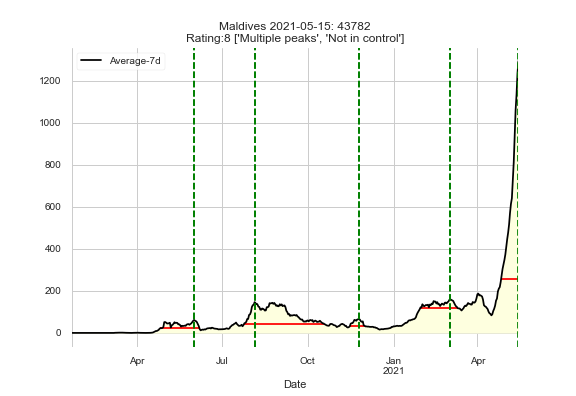 Maldives 2021-05-15: 43782
Rating:8 ['Multiple peaks', 'Not in control']
Average-7d
1200
1000
800
600
400
200
0
Apr Jul Oct Jan Apr
2021
Date